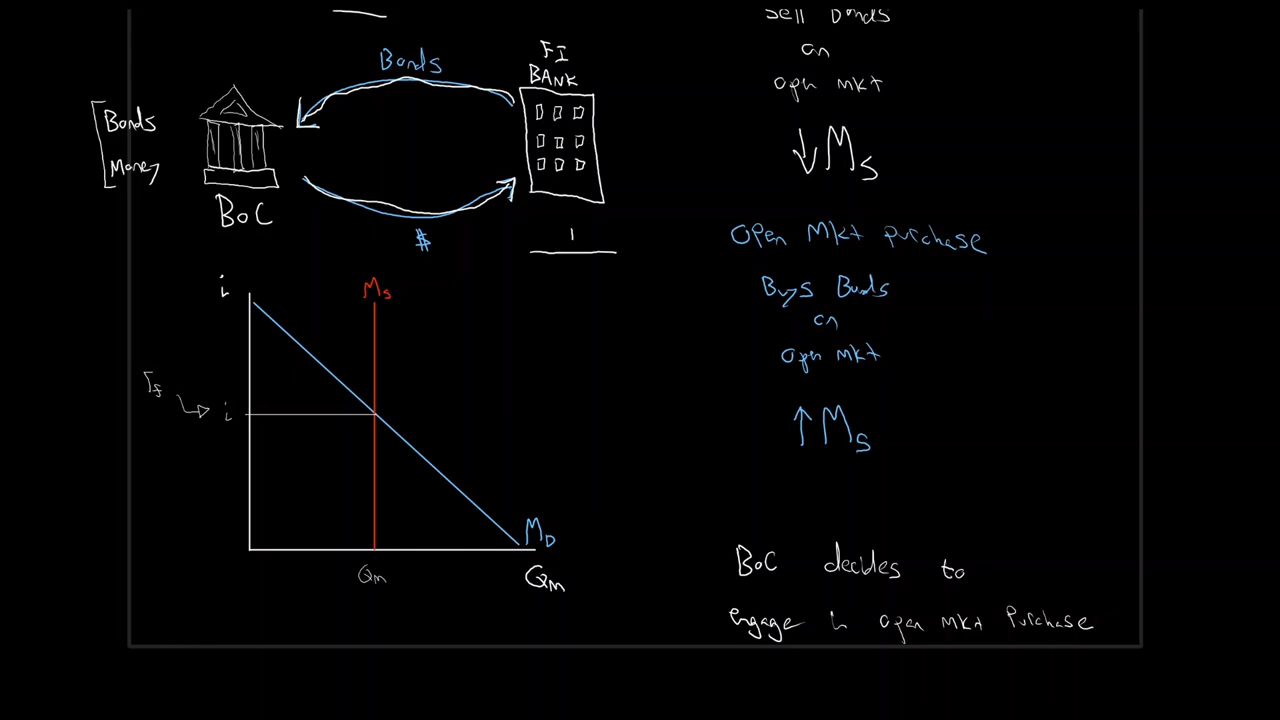 Sell Bonds
on
open mkt
↓ Ms
Bonds
FI
BANK
Bonds
Money
BoC
$
1
Open Mkt purchase
Buys Bonds
on
open mkt
↑ Ms
i
Ms
i
MD
Qm
Qm
BoC decides to
engage in open mkt Purchase